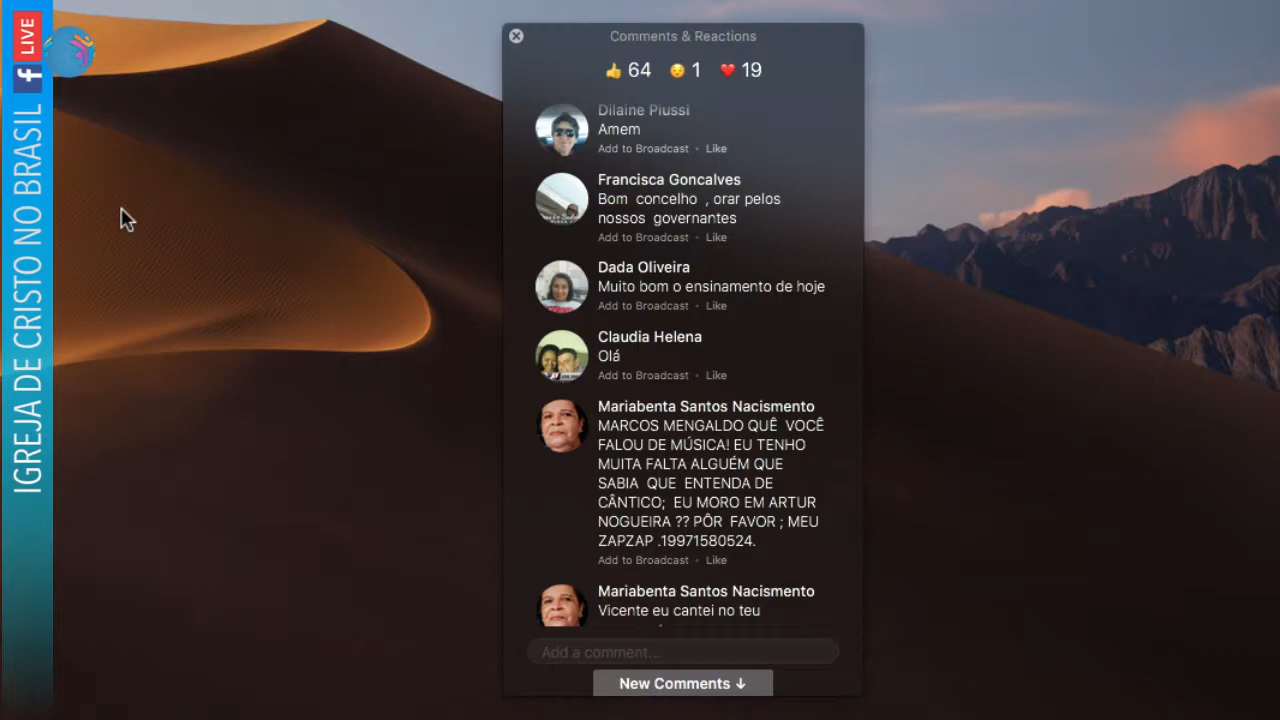 LIVE
IGREJA DE CRISTO NO BRASIL
Comments & Reactions
64 1 19
Dilaine Piussi
Amem
Add to Broadcast · Like
Francisca Goncalves
Bom concelho , orar pelos
nossos governantes
Add to Broadcast · Like
Dada Oliveira
Muito bom o ensinamento de hoje
Add to Broadcast · Like
Claudia Helena
Olá
Add to Broadcast · Like
Mariabenta Santos Nacismento
MARCOS MENGALDO QUÊ VOCÊ
FALOU DE MÚSICA! EU TENHO
MUITA FALTA ALGUÉM QUE
SABIA QUE ENTENDA DE
CÂNTICO; EU MORO EM ARTUR
NOGUEIRA ?? PÔR FAVOR ; MEU
ZAPZAP .19971580524.
Add to Broadcast · Like
Mariabenta Santos Nacismento
Vicente eu cantei no teu
Add a comment...
New Comments ↓